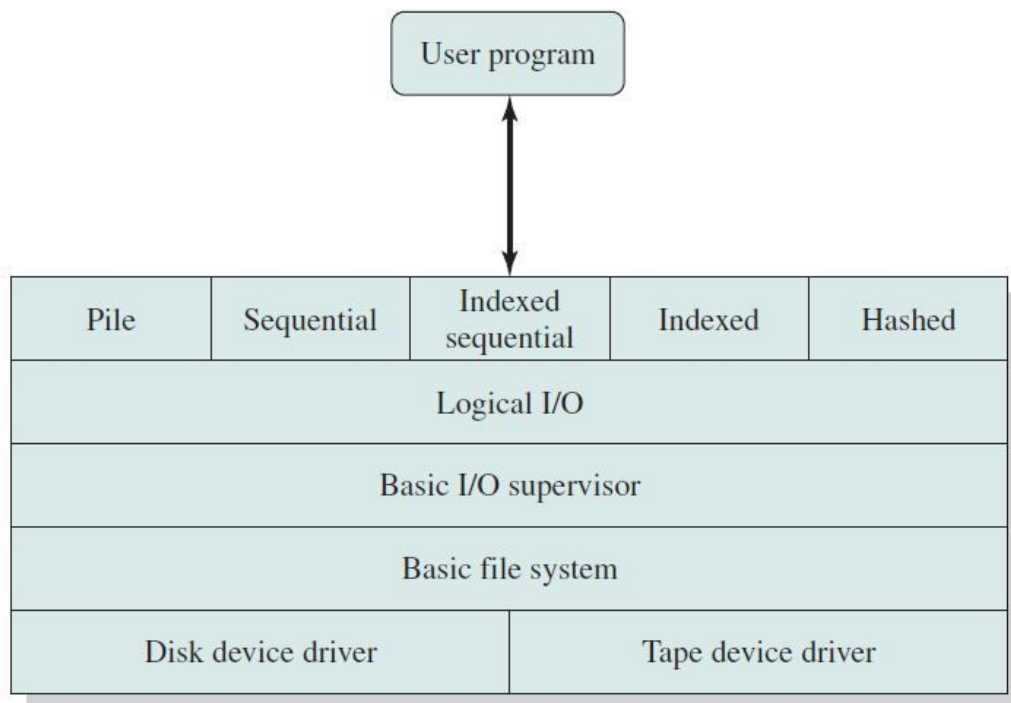 User program
Pile
Sequential
Indexed
sequential
Indexed
Hashed
Logical I/O
Basic I/O supervisor
Basic file system
Disk device driver
Tape device driver